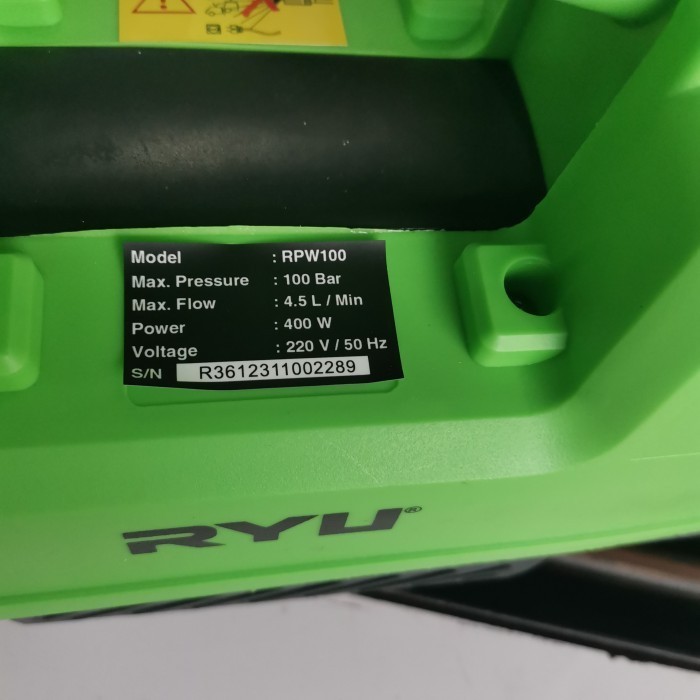 Model : RPW100
Max. Pressure : 100 Bar
Max. Flow : 4.5 L / Min
Power : 400 W
Voltage : 220 V / 50 Hz
S/N R3612311002289
RYU®